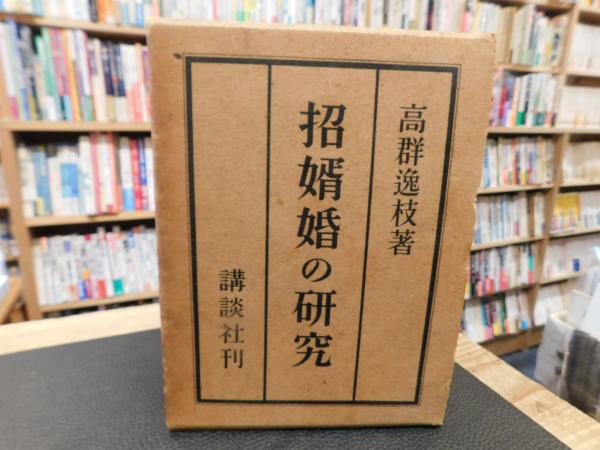 高群逸枝著
招婿婚の研究
講談社刊